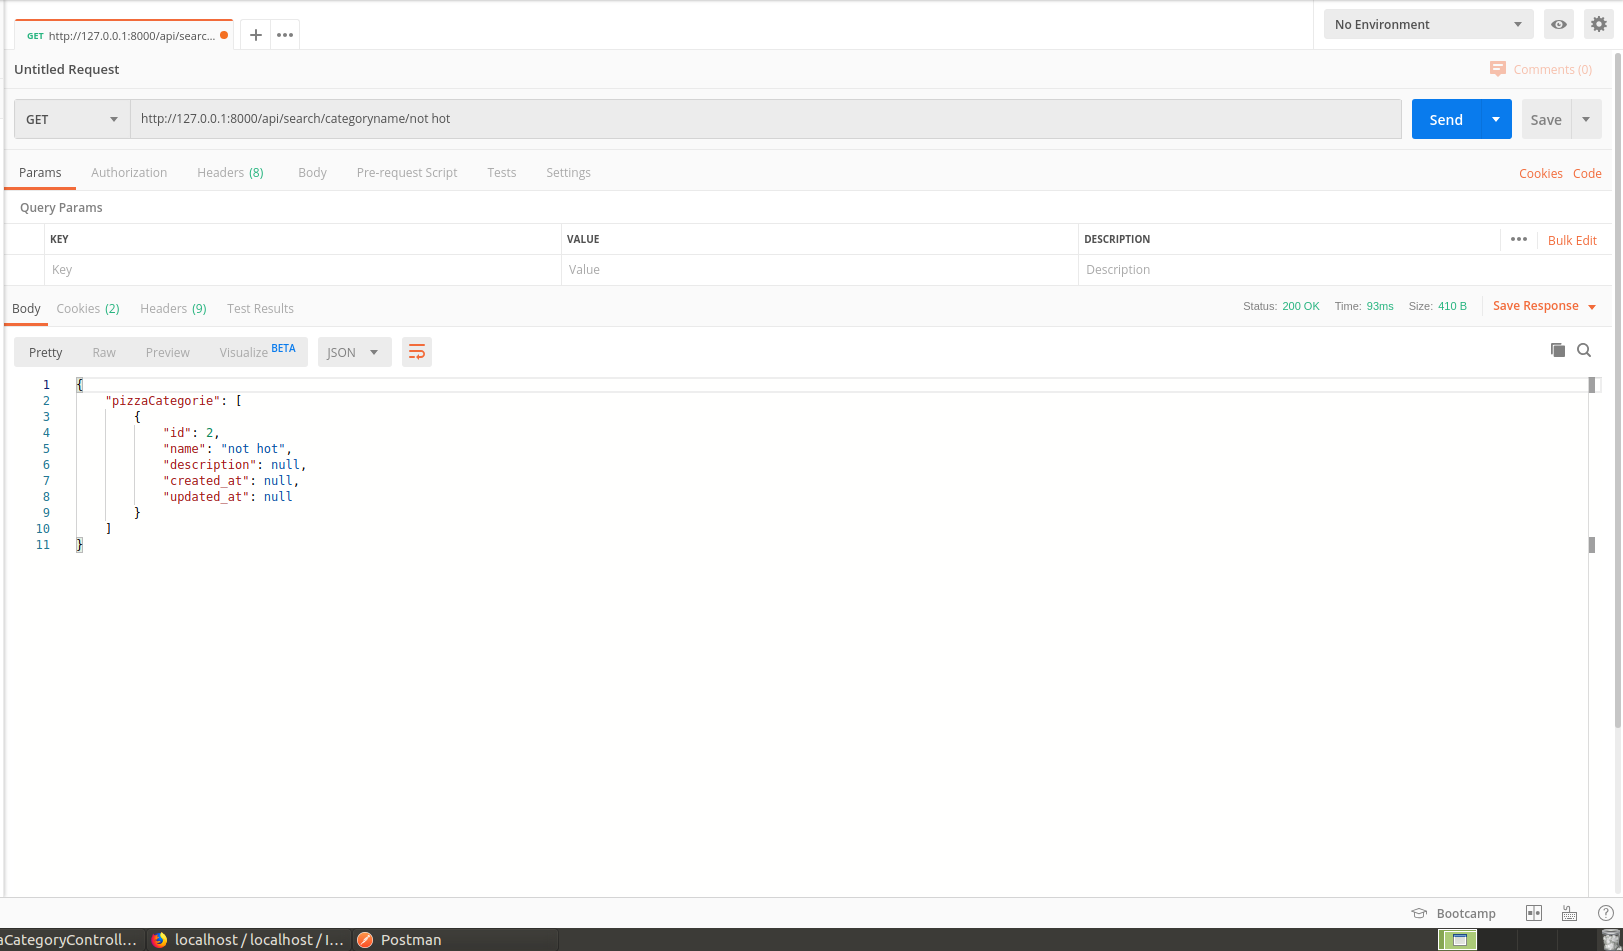 GET http://127.0.0.1:8000/api/searc...
No Environment
Untitled Request
Comments (0)
GET http://127.0.0.1:8000/api/search/categoryname/not hot Send Save
Params Authorization Headers (8) Body Pre-request Script Tests Settings Cookies Code
Query Params
KEY VALUE DESCRIPTION Bulk Edit
Key Value Description
Body Cookies (2) Headers (9) Test Results Status: 200 OK Time: 93ms Size: 410 B Save Response
Pretty Raw Preview Visualize BETA JSON
1 {
2 "pizzaCategorie": [
3 {
4 "id": 2,
5 "name": "not hot",
6 "description": null,
7 "created_at": null,
8 "updated_at": null
9 }
10 ]
11 }
Bootcamp
aCategoryControll... localhost / localhost / I... Postman